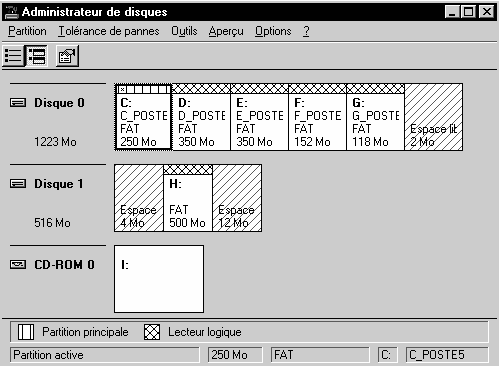 Administrateur de disques
Partition Tolérance de pannes Outils Aperçu Options ?
Disque 0
1223 Mo
C: D: E: F: G:
C_POSTE D_POSTE E_POSTE F_POSTE G_POSTE
FAT FAT FAT FAT FAT Espace lib
250 Mo 350 Mo 350 Mo 152 Mo 118 Mo 2 Mo
Disque 1
516 Mo
H:
Espace FAT Espace
4 Mo 500 Mo 12 Mo
CD-ROM 0
I:
Partition principale Lecteur logique
Partition active 250 Mo FAT C: C_POSTE5